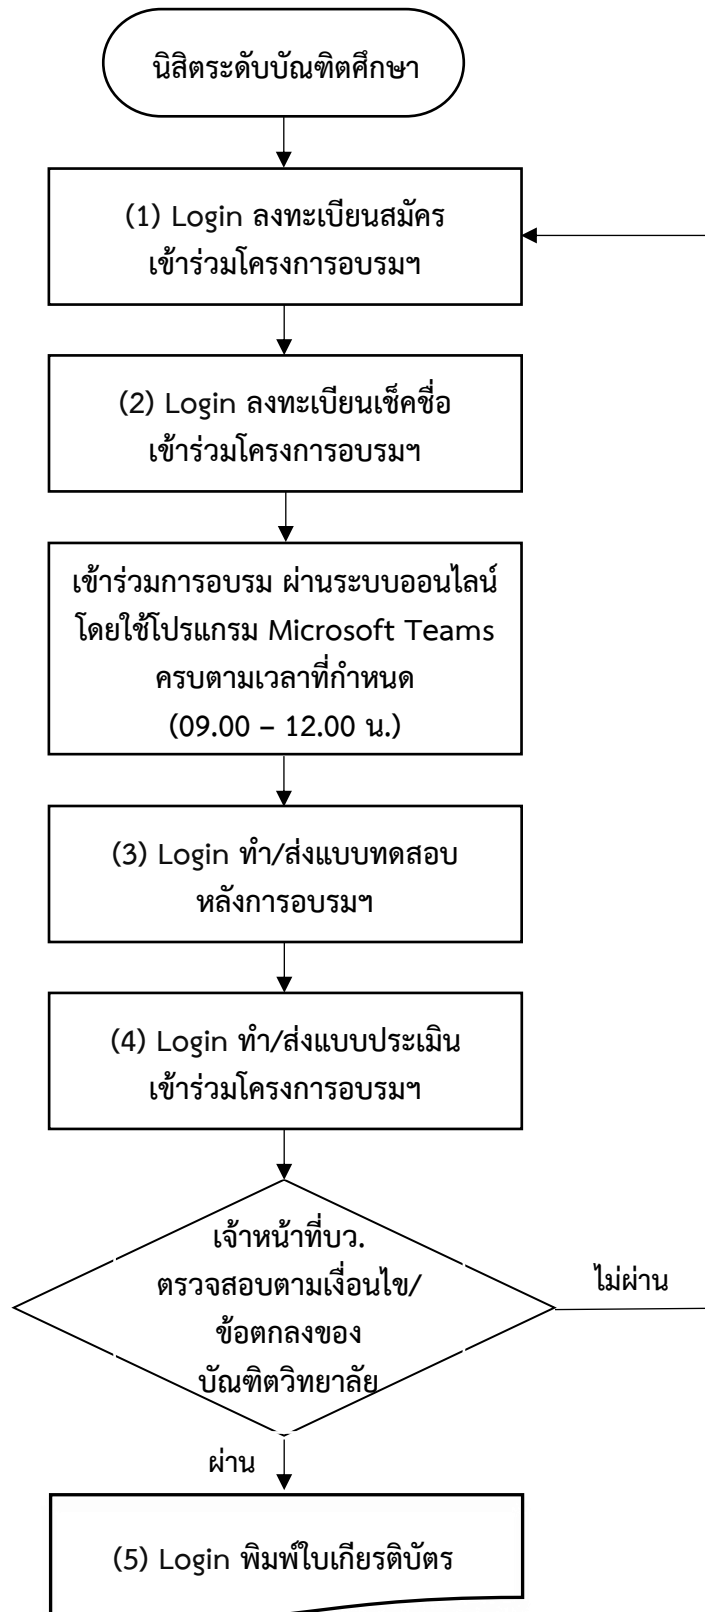 นิสิตระดับบัณฑิตศึกษา
(1) Login ลงทะเบียนสมัคร
เข้าร่วมโครงการอบรมฯ
(2) Login ลงทะเบียนเช็คชื่อ
เข้าร่วมโครงการอบรมฯ
เข้าร่วมการอบรม ผ่านระบบออนไลน์
โดยใช้โปรแกรม Microsoft Teams
ครบตามเวลาที่กำหนด
(09.00 – 12.00 น.)
(3) Login ทำ/ส่งแบบทดสอบ
หลังการอบรมฯ
(4) Login ทำ/ส่งแบบประเมิน
เข้าร่วมโครงการอบรมฯ
เจ้าหน้าที่บว.
ตรวจสอบตามเงื่อนไข/
ข้อตกลงของ
บัณฑิตวิทยาลัย
ไม่ผ่าน
ผ่าน
(5) Login พิมพ์ใบเกียรติบัตร